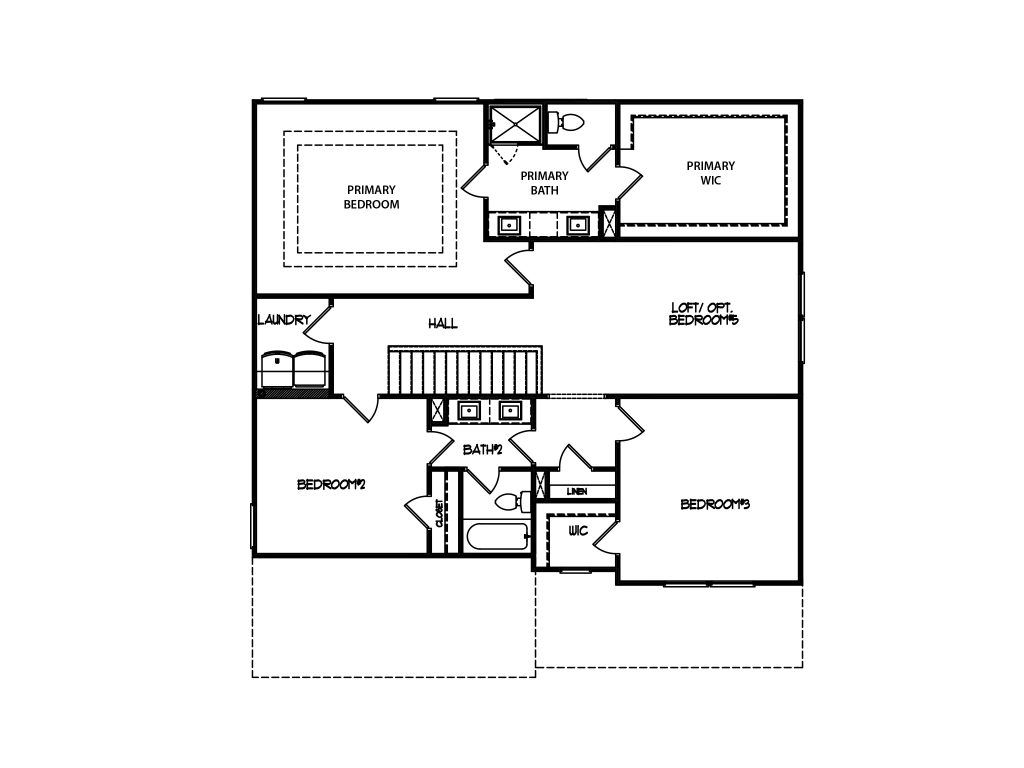 PRIMARY
BEDROOM
PRIMARY
BATH
PRIMARY
WIC
LAUNDRY
HALL
LOFT/ OPT.
BEDROOM#5
BEDROOM#2
BATH#2
CLOSET
LINEN
WIC
BEDROOM#3